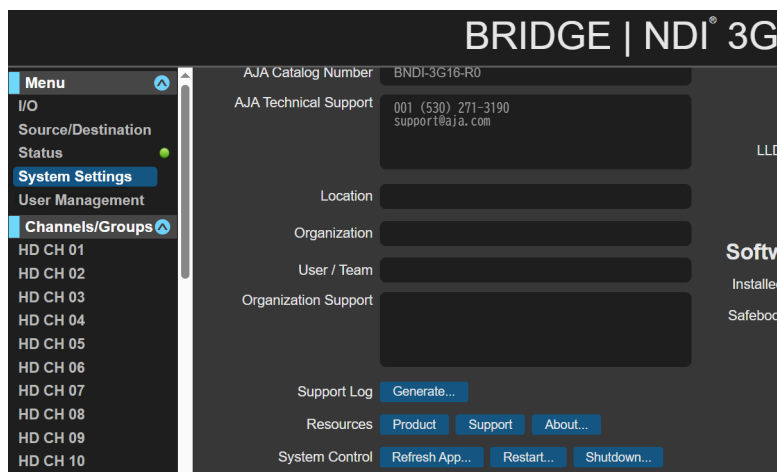 BRIDGE | NDI® 3G
Menu
I/O
Source/Destination
Status
System Settings
User Management
Channels/Groups
HD CH 01
HD CH 02
HD CH 03
HD CH 04
HD CH 05
HD CH 06
HD CH 07
HD CH 08
HD CH 09
HD CH 10
AJA Catalog Number BNDI-3G16-R0
AJA Technical Support 001 (530) 271-3190
support@aja.com
Location
Organization
User / Team
Organization Support
Support Log Generate...
Resources Product Support About...
System Control Refresh App... Restart... Shutdown...
LLD
Softw
Installed
Safeboo